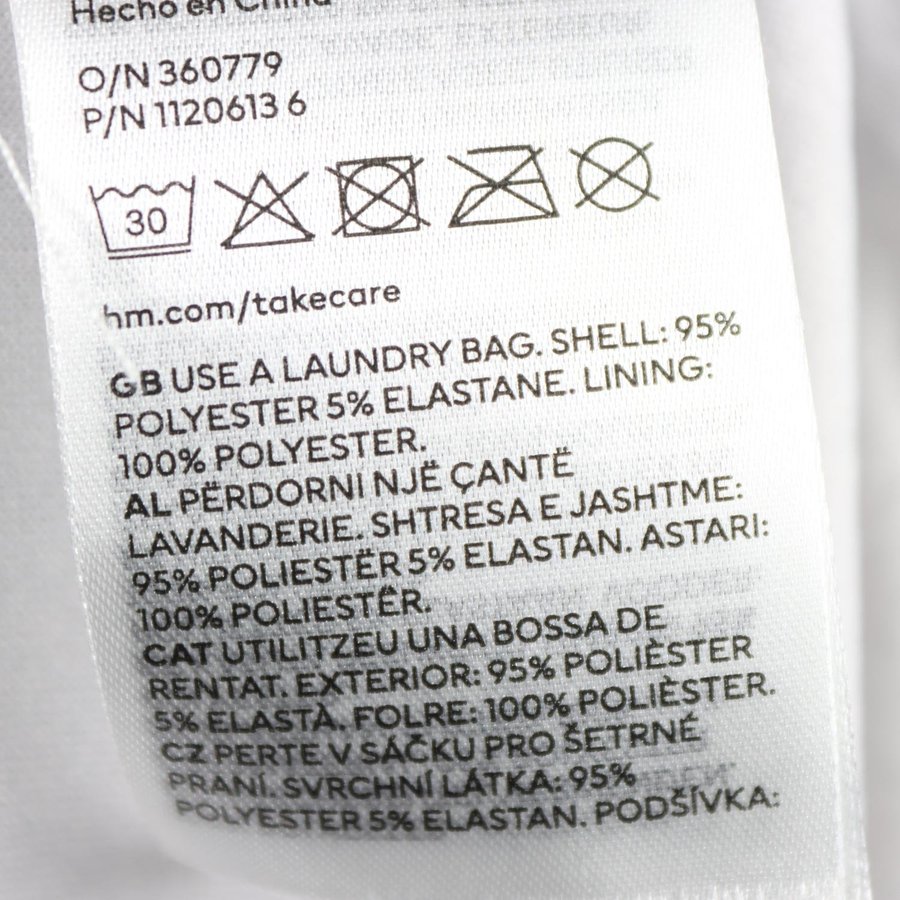 Hecho en China
O/N 360779
P/N 1120613 6
30
hm.com/takecare
GB USE A LAUNDRY BAG. SHELL: 95%
POLYESTER 5% ELASTANE. LINING:
100% POLYESTER.
AL PËRDORNI NJË ÇANTË
LAVANDERIE. SHTRESA E JASHTME:
95% POLIESTËR 5% ELASTAN. ASTARI:
100% POLIESTËR.
CAT UTILITZEU UNA BOSSA DE
RENTAT. EXTERIOR: 95% POLIÈSTER
5% ELASTÀ. FOLRE: 100% POLIÈSTER.
CZ PERTE V SÁČKU PRO ŠETRNÉ
PRANÍ. SVRCHNÍ LÁTKA: 95%
POLYESTER 5% ELASTAN. PODŠÍVKA: